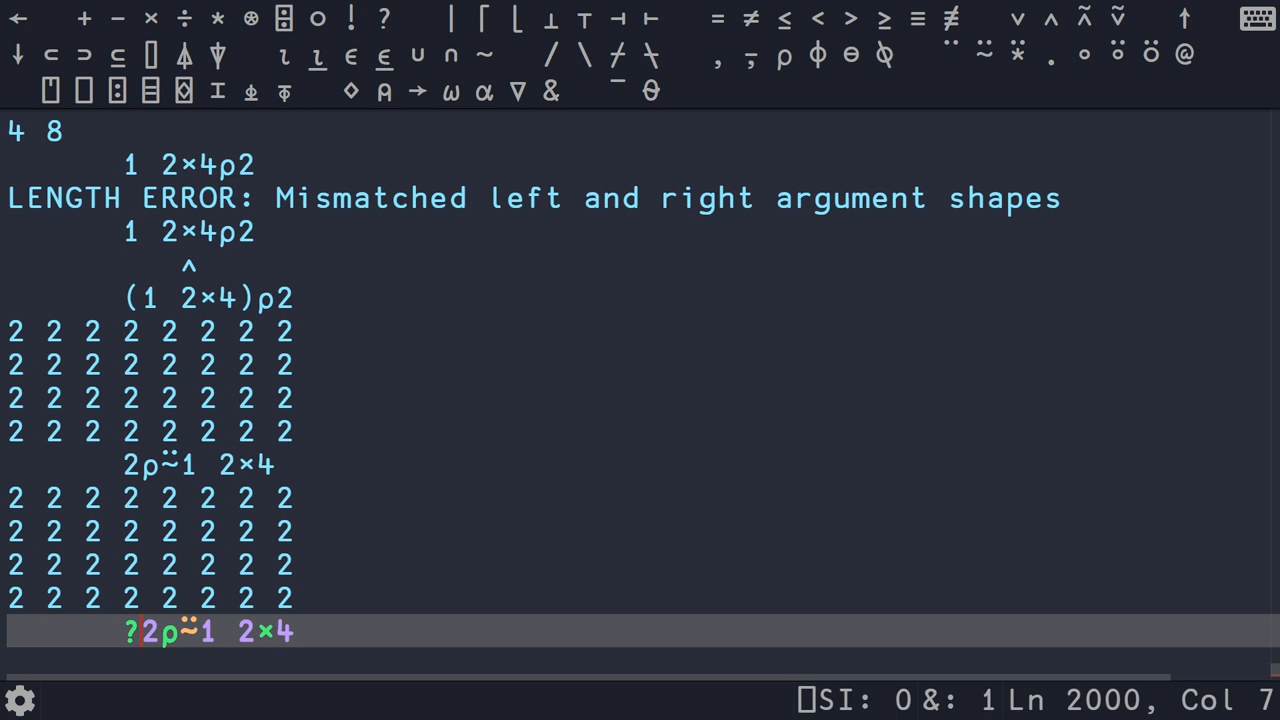 ← + - × ÷ * ⍟ ⌹ ○ ! ? | ⌈ ⌊ ⊥ ⊤ ⊣ ⊢ = ≠ ≤ < > ≥ ≡ ≢ ∨ ∧ ⍲ ⍱ ↑
↓ ⊂ ⊃ ⊆ ⌷ ⍋ ⍒ ⍳ ⍸ ∊ ⍷ ∪ ∩ ~ / \ ⌿ ⍀ , ⍪ ⍴ ⌽ ⊖ ⍉ ¨ ⍨ ⍣ . ∘ ⍤ ⍥ @
⍞ ⎕ ⍠ ⌸ ⌺ ⌶ ⍎ ⍕ ⋄ ⍝ → ⍵ ⍺ ∇ & ¯ ⍬
4 8
1 2×4⍴2
LENGTH ERROR: Mismatched left and right argument shapes
1 2×4⍴2
∧
(1 2×4)⍴2
2 2 2 2 2 2 2 2
2 2 2 2 2 2 2 2
2 2 2 2 2 2 2 2
2 2 2 2 2 2 2 2
2⍴⍨1 2×4
2 2 2 2 2 2 2 2
2 2 2 2 2 2 2 2
2 2 2 2 2 2 2 2
2 2 2 2 2 2 2 2
?2⍴⍨1 2×4
⎕SI: 0 &: 1 Ln 2000, Col 7